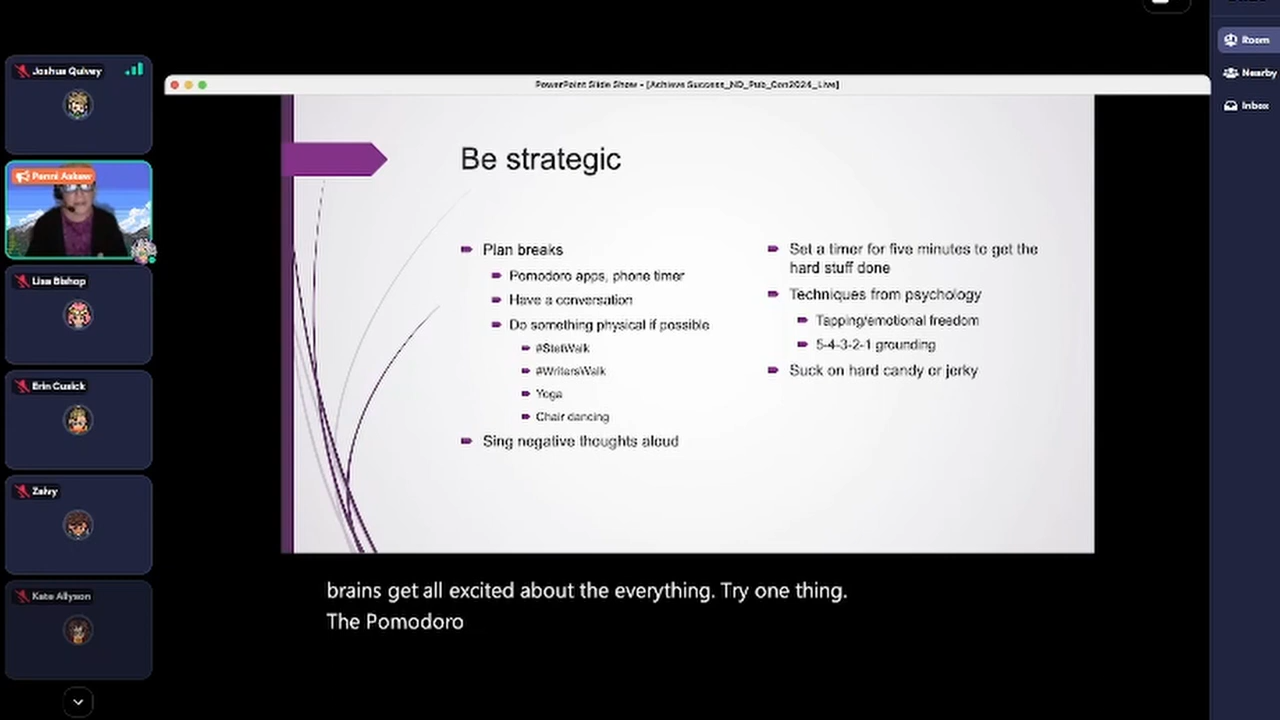 Joshua Quivey
Penni Askew
Lisa Bishop
Erin Cusick
Zaivy
Kate Allyson
PowerPoint Slide Show - [Achieve Success_ND_Pub_Con2024_Live]
Be strategic
Plan breaks
Pomodoro apps, phone timer
Have a conversation
Do something physical if possible
#StetWalk
#WritersWalk
Yoga
Chair dancing
Sing negative thoughts aloud
Set a timer for five minutes to get the
hard stuff done
Techniques from psychology
Tapping/emotional freedom
5-4-3-2-1 grounding
Suck on hard candy or jerky
brains get all excited about the everything. Try one thing.
The Pomodoro
Room
Nearby
Inbox